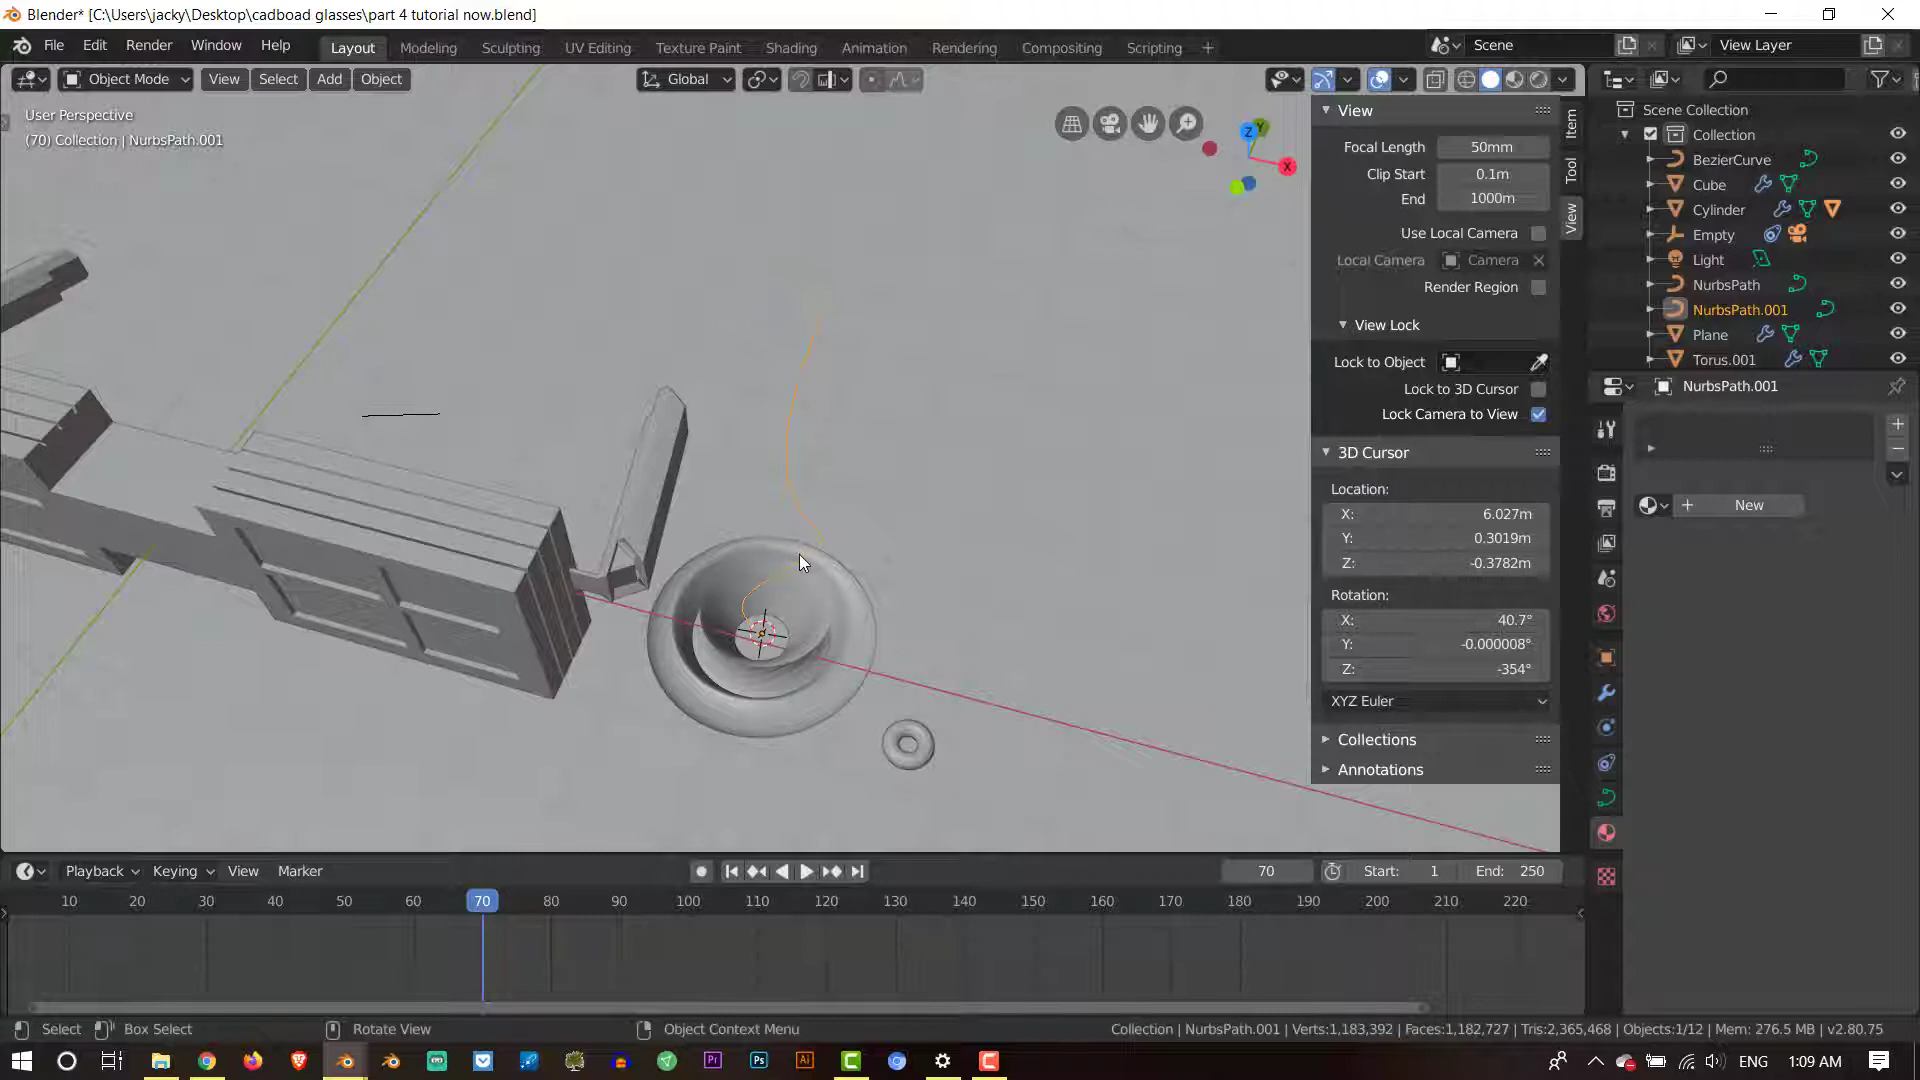 Blender* [C:\Users\jacky\Desktop\cadboad glasses\part 4 tutorial now.blend]
File Edit Render Window Help Layout Modeling Sculpting UV Editing Texture Paint Shading Animation Rendering Compositing Scripting + Scene View Layer
Object Mode View Select Add Object Global
User Perspective
(70) Collection | NurbsPath.001
Z Y X
View
Focal Length 50mm
Clip Start 0.1m
End 1000m
Use Local Camera
Local Camera Camera
Render Region
View Lock
Lock to Object
Lock to 3D Cursor
Lock Camera to View
3D Cursor
Location:
X: 6.027m
Y: 0.3019m
Z: -0.3782m
Rotation:
X: 40.7°
Y: -0.000008°
Z: -354°
XYZ Euler
Collections
Annotations
Item
Tool
View
Scene Collection
Collection
BezierCurve
Cube
Cylinder
Empty
Light
NurbsPath
NurbsPath.001
Plane
Torus.001
NurbsPath.001
New
Playback Keying View Marker 70 Start: 1 End: 250
10 20 30 40 50 60 70 80 90 100 110 120 130 140 150 160 170 180 190 200 210 220
Select Box Select Rotate View Object Context Menu Collection | NurbsPath.001 | Verts:1,183,392 | Faces:1,182,727 | Tris:2,365,468 | Objects:1/12 | Mem: 276.5 MB | v2.80.75
Pr Ps Ai ENG 1:09 AM